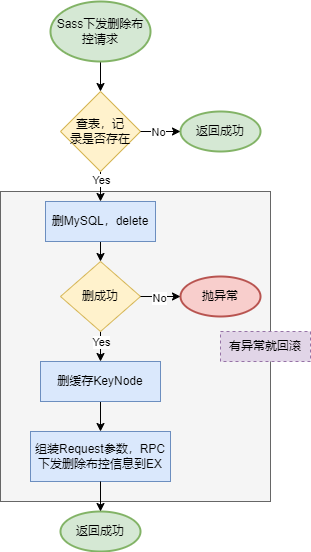 Sass下发删除布
控请求
查表，记
录是否存在
No
返回成功
Yes
删MySQL，delete
删成功
No
抛异常
Yes
有异常就回滚
删缓存KeyNode
组装Request参数，RPC
下发删除布控信息到EX
返回成功